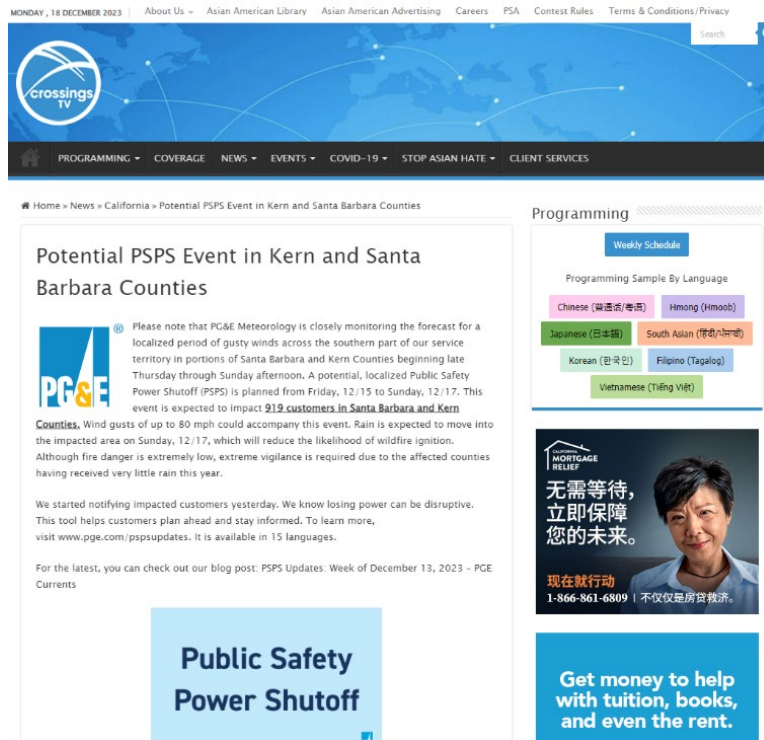 MONDAY , 18 DECEMBER 2023
About Us Asian American Library Asian American Advertising Careers PSA Contest Rules Terms & Conditions/Privacy
Search
crossings
TV
PROGRAMMING COVERAGE NEWS EVENTS COVID-19 STOP ASIAN HATE CLIENT SERVICES
Home » News » California » Potential PSPS Event in Kern and Santa Barbara Counties
Potential PSPS Event in Kern and Santa
Barbara Counties
PG&E ®
Please note that PG&E Meteorology is closely monitoring the forecast for a
localized period of gusty winds across the southern part of our service
territory in portions of Santa Barbara and Kern Counties beginning late
Thursday through Sunday afternoon. A potential, localized Public Safety
Power Shutoff (PSPS) is planned from Friday, 12/15 to Sunday, 12/17. This
event is expected to impact 919 customers in Santa Barbara and Kern
Counties. Wind gusts of up to 80 mph could accompany this event. Rain is expected to move into
the impacted area on Sunday, 12/17, which will reduce the likelihood of wildfire ignition.
Although fire danger is extremely low, extreme vigilance is required due to the affected counties
having received very little rain this year.
We started notifying impacted customers yesterday. We know losing power can be disruptive.
This tool helps customers plan ahead and stay informed. To learn more,
visit www.pge.com/pspsupdates. It is available in 15 languages.
For the latest, you can check out our blog post: PSPS Updates: Week of December 13, 2023 – PGE
Currents
Public Safety
Power Shutoff
Programming
Weekly Schedule
Programming Sample By Language
Chinese (普通话/粤语)
Hmong (Hmoob)
Japanese (日本語)
South Asian (हिंदी/ਪੰਜਾਬੀ)
Korean (한국인)
Filipino (Tagalog)
Vietnamese (Tiếng Việt)
CALIFORNIA
MORTGAGE
RELIEF
无需等待，
立即保障
您的未来。
现在就行动
1-866-861-6809 | 不仅仅是房贷救济。
Get money to help
with tuition, books,
and even the rent.